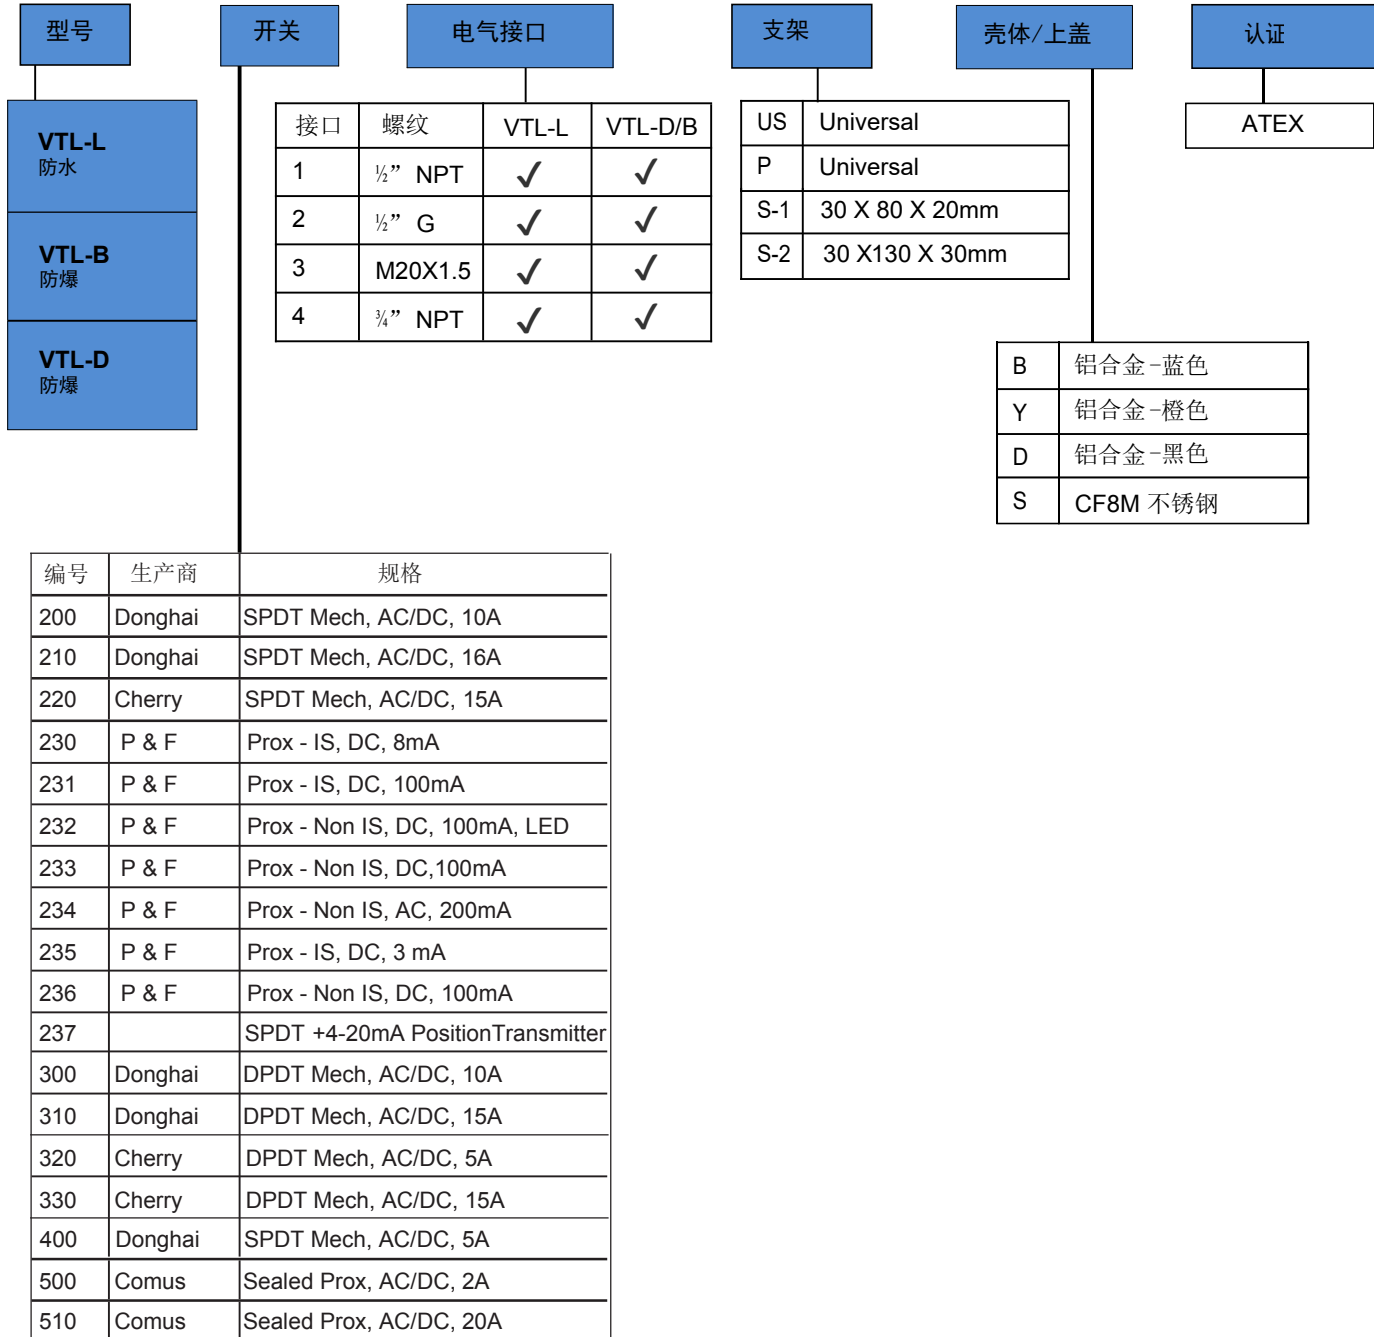 型号 开关 电气接口 支架 壳体/上盖 认证
VTL-L
防水
VTL-B
防爆
VTL-D
防爆
接口 螺纹 VTL-L VTL-D/B
1 ½” NPT ✓ ✓
2 ½” G ✓ ✓
3 M20X1.5 ✓ ✓
4 ¾” NPT ✓ ✓
US Universal
P Universal
S-1 30 X 80 X 20mm
S-2 30 X130 X 30mm
ATEX
B 铝合金-蓝色
Y 铝合金-橙色
D 铝合金-黑色
S CF8M 不锈钢
编号 生产商 规格
200 Donghai SPDT Mech, AC/DC, 10A
210 Donghai SPDT Mech, AC/DC, 16A
220 Cherry SPDT Mech, AC/DC, 15A
230 P & F Prox - IS, DC, 8mA
231 P & F Prox - IS, DC, 100mA
232 P & F Prox - Non IS, DC, 100mA, LED
233 P & F Prox - Non IS, DC,100mA
234 P & F Prox - Non IS, AC, 200mA
235 P & F Prox - IS, DC, 3 mA
236 P & F Prox - Non IS, DC, 100mA
237 SPDT +4-20mA PositionTransmitter
300 Donghai DPDT Mech, AC/DC, 10A
310 Donghai DPDT Mech, AC/DC, 15A
320 Cherry DPDT Mech, AC/DC, 5A
330 Cherry DPDT Mech, AC/DC, 15A
400 Donghai SPDT Mech, AC/DC, 5A
500 Comus Sealed Prox, AC/DC, 2A
510 Comus Sealed Prox, AC/DC, 20A